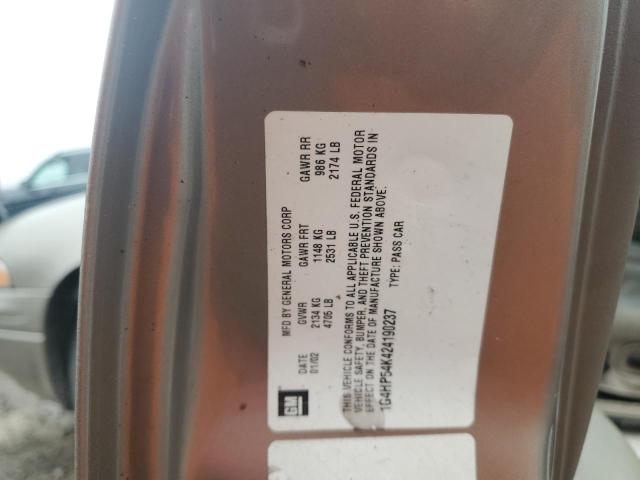 GM
MFD BY GENERAL MOTORS CORP
DATE GVWR GAWR FRT GAWR RR
01/02 2134 KG 1148 KG 986 KG
4705 LB 2531 LB 2174 LB
THIS VEHICLE CONFORMS TO ALL APPLICABLE U.S. FEDERAL MOTOR
VEHICLE SAFETY, BUMPER, AND THEFT PREVENTION STANDARDS IN
EFFECT ON THE DATE OF MANUFACTURE SHOWN ABOVE.
1G4HP54K424190237 TYPE: PASS CAR